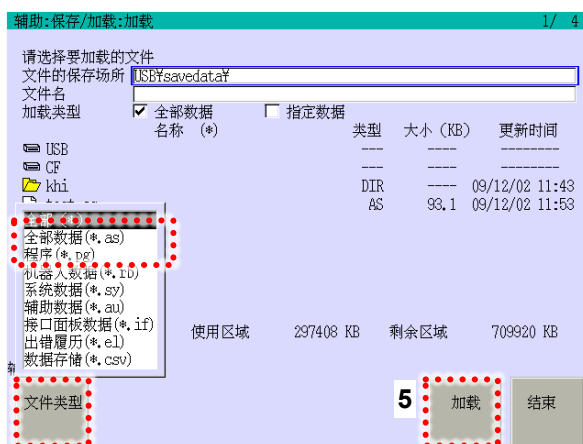 辅助:保存/加载:加载 1/ 4
请选择要加载的文件
文件的保存场所 USB¥savedata¥
文件名
加载类型 全部数据 指定数据
名称 (*) 类型 大小 (KB) 更新时间
USB --- ---- --------
CF --- ---- --------
khi DIR ---- 09/12/02 11:43
AS 93.1 09/12/02 11:53
全部 (*)
全部数据(*.as)
程序(*.pg)
机器人数据(*.rb)
系统数据(*.sy)
辅助数据(*.au)
接口面板数据(*.if)
出错履历(*.el)
数据存储(*.csv)
使用区域 297408 KB 剩余区域 709920 KB
文件类型 5 加载 结束